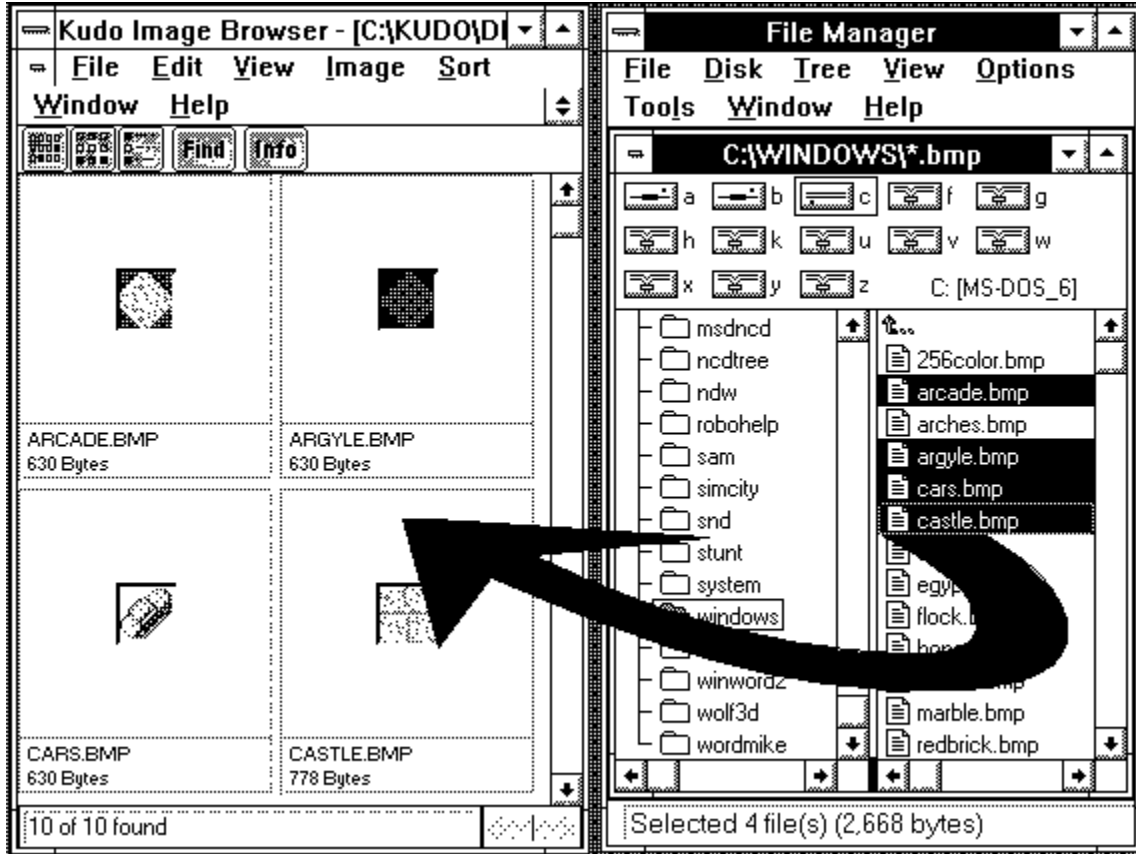 Kudo Image Browser - [C:\KUDO\DI
File Edit View Image Sort
Window Help
Find Info
ARCADE.BMP
630 Bytes
ARGYLE.BMP
630 Bytes
CARS.BMP
630 Bytes
CASTLE.BMP
778 Bytes
10 of 10 found
File Manager
File Disk Tree View Options
Tools Window Help
C:\WINDOWS\*.bmp
a b c f g
h k u v w
x y z C: [MS-DOS_6]
msdncd
ncdtree
ndw
robohelp
sam
simcity
snd
stunt
system
windows
winword2
wolf3d
wordmike
..
256color.bmp
arcade.bmp
arches.bmp
argyle.bmp
cars.bmp
castle.bmp
flock.
marble.bmp
redbrick.bmp
Selected 4 file(s) (2,668 bytes)